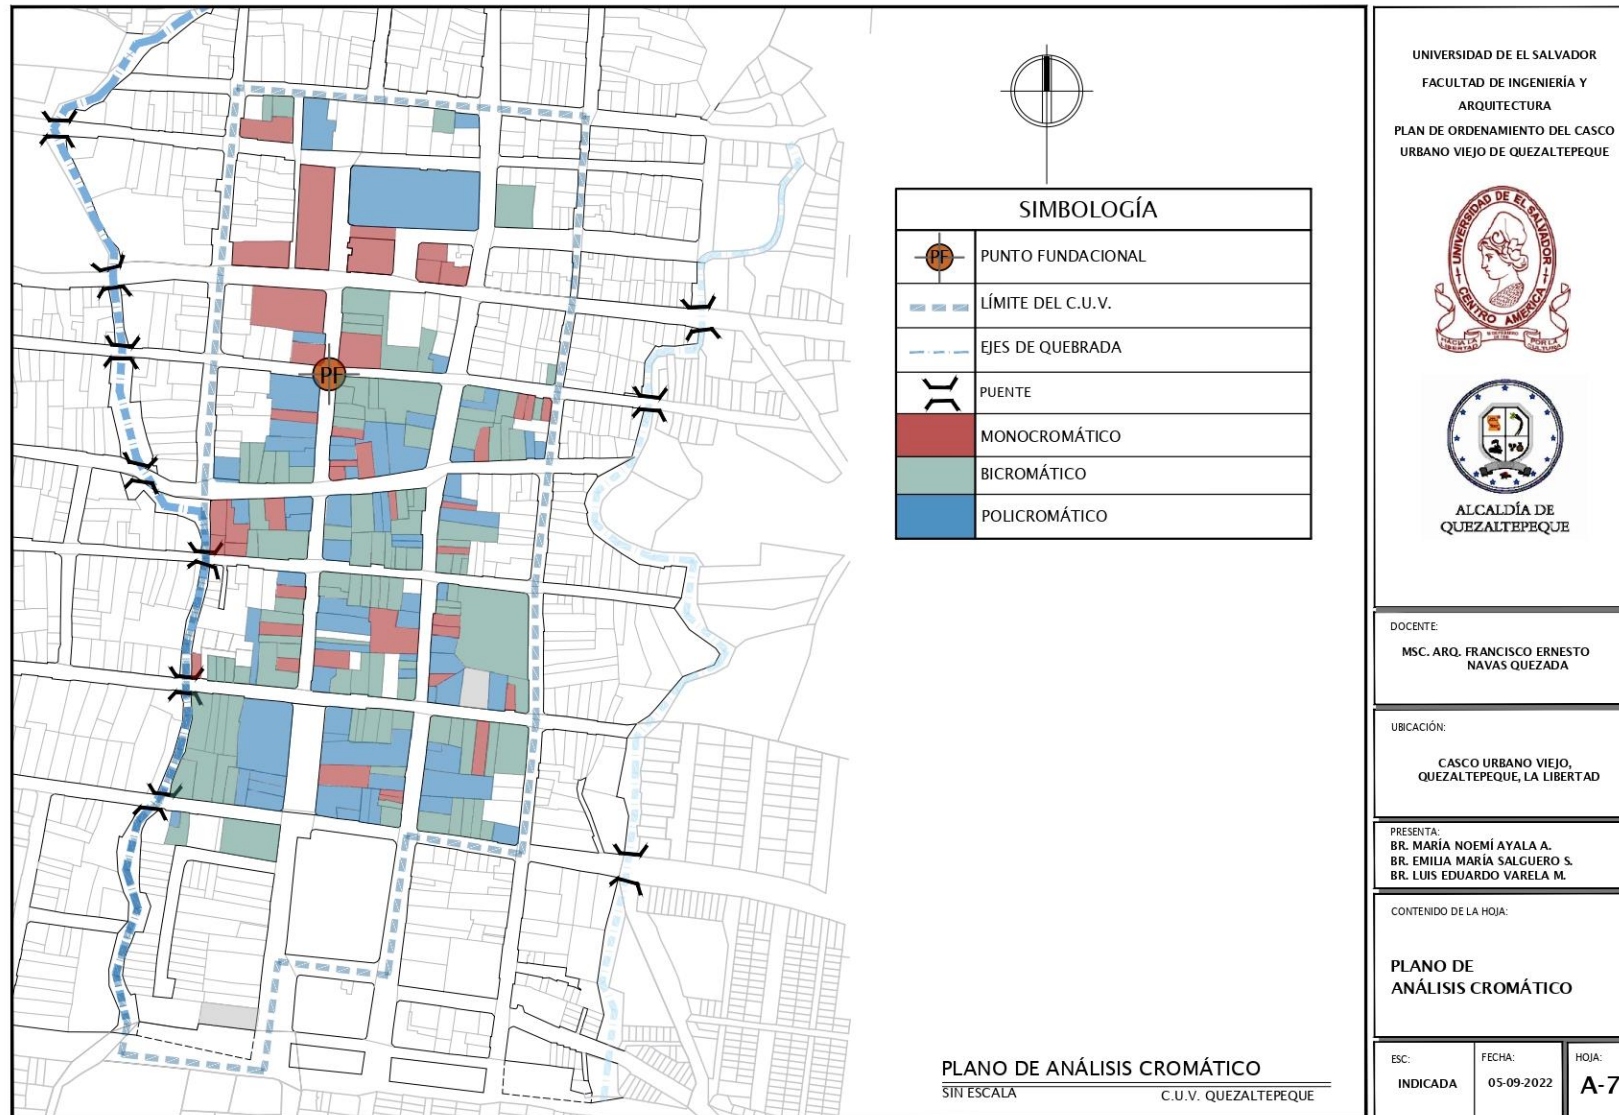 PF
SIMBOLOGÍA
PF
PUNTO FUNDACIONAL
LÍMITE DEL C.U.V.
EJES DE QUEBRADA
PUENTE
MONOCROMÁTICO
BICROMÁTICO
POLICROMÁTICO
PLANO DE ANÁLISIS CROMÁTICO
SIN ESCALA
C.U.V. QUEZALTEPEQUE
UNIVERSIDAD DE EL SALVADOR
FACULTAD DE INGENIERÍA Y
ARQUITECTURA
PLAN DE ORDENAMIENTO DEL CASCO
URBANO VIEJO DE QUEZALTEPEQUE
UNIVERSIDAD DE EL SALVADOR
CENTRO AMERICA
HACIA LA
LIBERTAD
POR LA
CULTURA
ALCALDÍA DE
QUEZALTEPEQUE
DOCENTE:
MSC. ARQ. FRANCISCO ERNESTO
NAVAS QUEZADA
UBICACIÓN:
CASCO URBANO VIEJO,
QUEZALTEPEQUE, LA LIBERTAD
PRESENTA:
BR. MARÍA NOEMÍ AYALA A.
BR. EMILIA MARÍA SALGUERO S.
BR. LUIS EDUARDO VARELA M.
CONTENIDO DE LA HOJA:
PLANO DE
ANÁLISIS CROMÁTICO
ESC:
INDICADA
FECHA:
05-09-2022
HOJA:
A-7